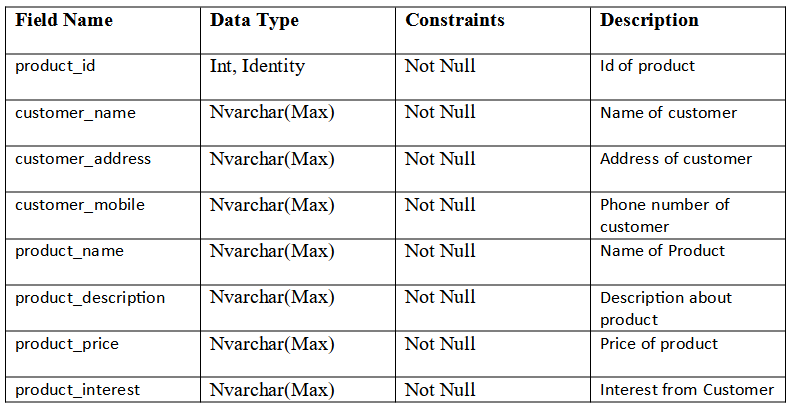 Field Name Data Type Constraints Description
product_id Int, Identity Not Null Id of product
customer_name Nvarchar(Max) Not Null Name of customer
customer_address Nvarchar(Max) Not Null Address of customer
customer_mobile Nvarchar(Max) Not Null Phone number of
customer
product_name Nvarchar(Max) Not Null Name of Product
product_description Nvarchar(Max) Not Null Description about
product
product_price Nvarchar(Max) Not Null Price of product
product_interest Nvarchar(Max) Not Null Interest from Customer